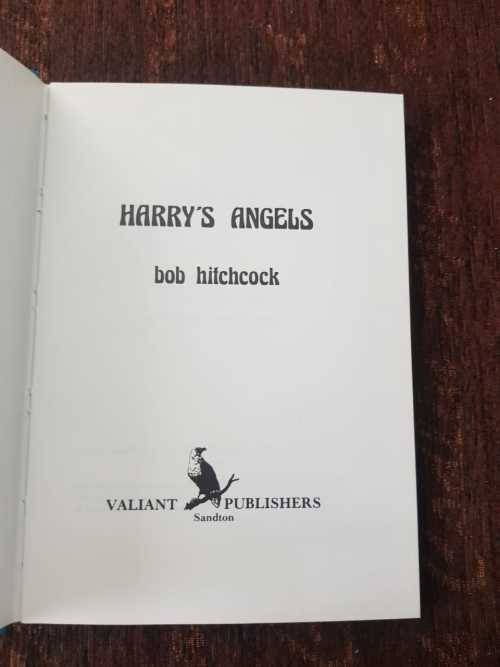 HARRY'S ANGELS
bob hitchcock
VALIANT PUBLISHERS
Sandton